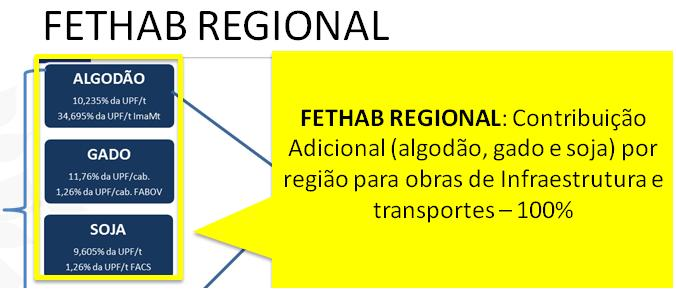 FETHAB REGIONAL
ALGODÃO
10,235% da UPF/t
34,695% da UPF/t ImaMt
GADO
11,76% da UPF/cab.
1,26% da UPF/cab. FABOV
SOJA
9,605% da UPF/t
1,26% da UPF/t FACS
FETHAB REGIONAL: Contribuição
Adicional (algodão, gado e soja) por
região para obras de Infraestrutura e
transportes – 100%